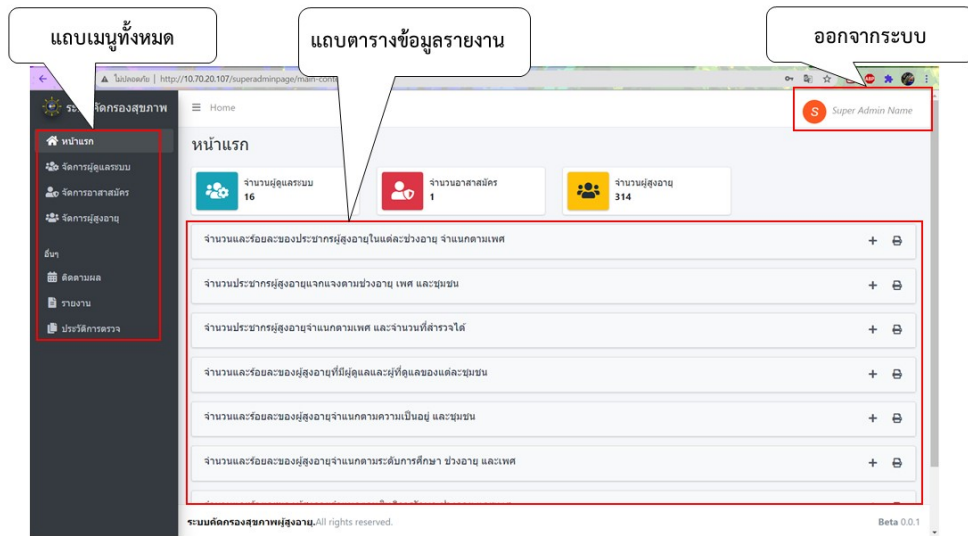 แถบเมนูทั้งหมด
แถบตารางข้อมูลรายงาน
ออกจากระบบ
ไม่ปลอดภัย | http://10.70.20.107/superadminpage/main-cont
คัดกรองสุขภาพ
Home
S Super Admin Name
หน้าแรก
จัดการผู้ดูแลระบบ
จัดการอาสาสมัคร
จัดการผู้สูงอายุ
อื่นๆ
ติดตามผล
รายงาน
ประวัติการตรวจ
หน้าแรก
จำนวนผู้ดูแลระบบ
16
จำนวนอาสาสมัคร
1
จำนวนผู้สูงอายุ
314
จำนวนและร้อยละของประชากรผู้สูงอายุในแต่ละช่วงอายุ จำแนกตามเพศ
จำนวนประชากรผู้สูงอายุแจกแจงตามช่วงอายุ เพศ และชุมชน
จำนวนประชากรผู้สูงอายุจำแนกตามเพศ และจำนวนที่สำรวจได้
จำนวนและร้อยละของผู้สูงอายุที่มีผู้ดูแลและผู้ที่ดูแลของแต่ละชุมชน
จำนวนและร้อยละของผู้สูงอายุจำแนกตามความเป็นอยู่ และชุมชน
จำนวนและร้อยละของผู้สูงอายุจำแนกตามระดับการศึกษา ช่วงอายุ และเพศ
ระบบคัดกรองสุขภาพผู้สูงอายุ.All rights reserved.
Beta 0.0.1